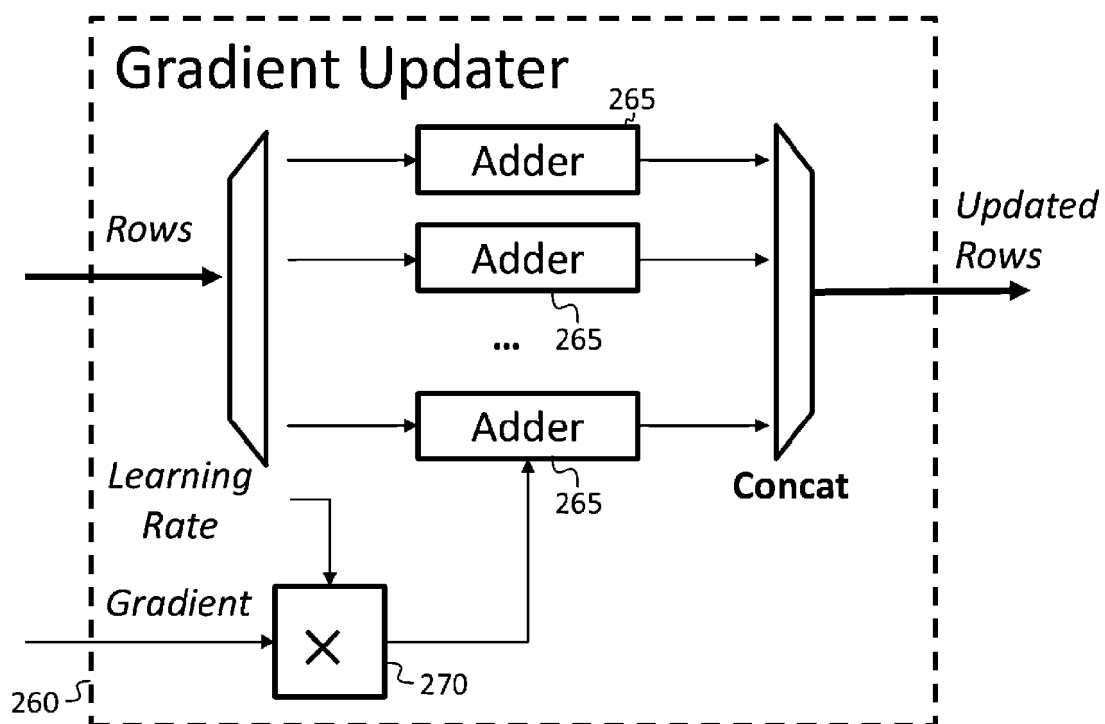 Gradient Updater
265
Adder
Rows
Updated
Rows
Adder
...
265
Adder
265
Concat
Learning
Rate
Gradient
×
270
260